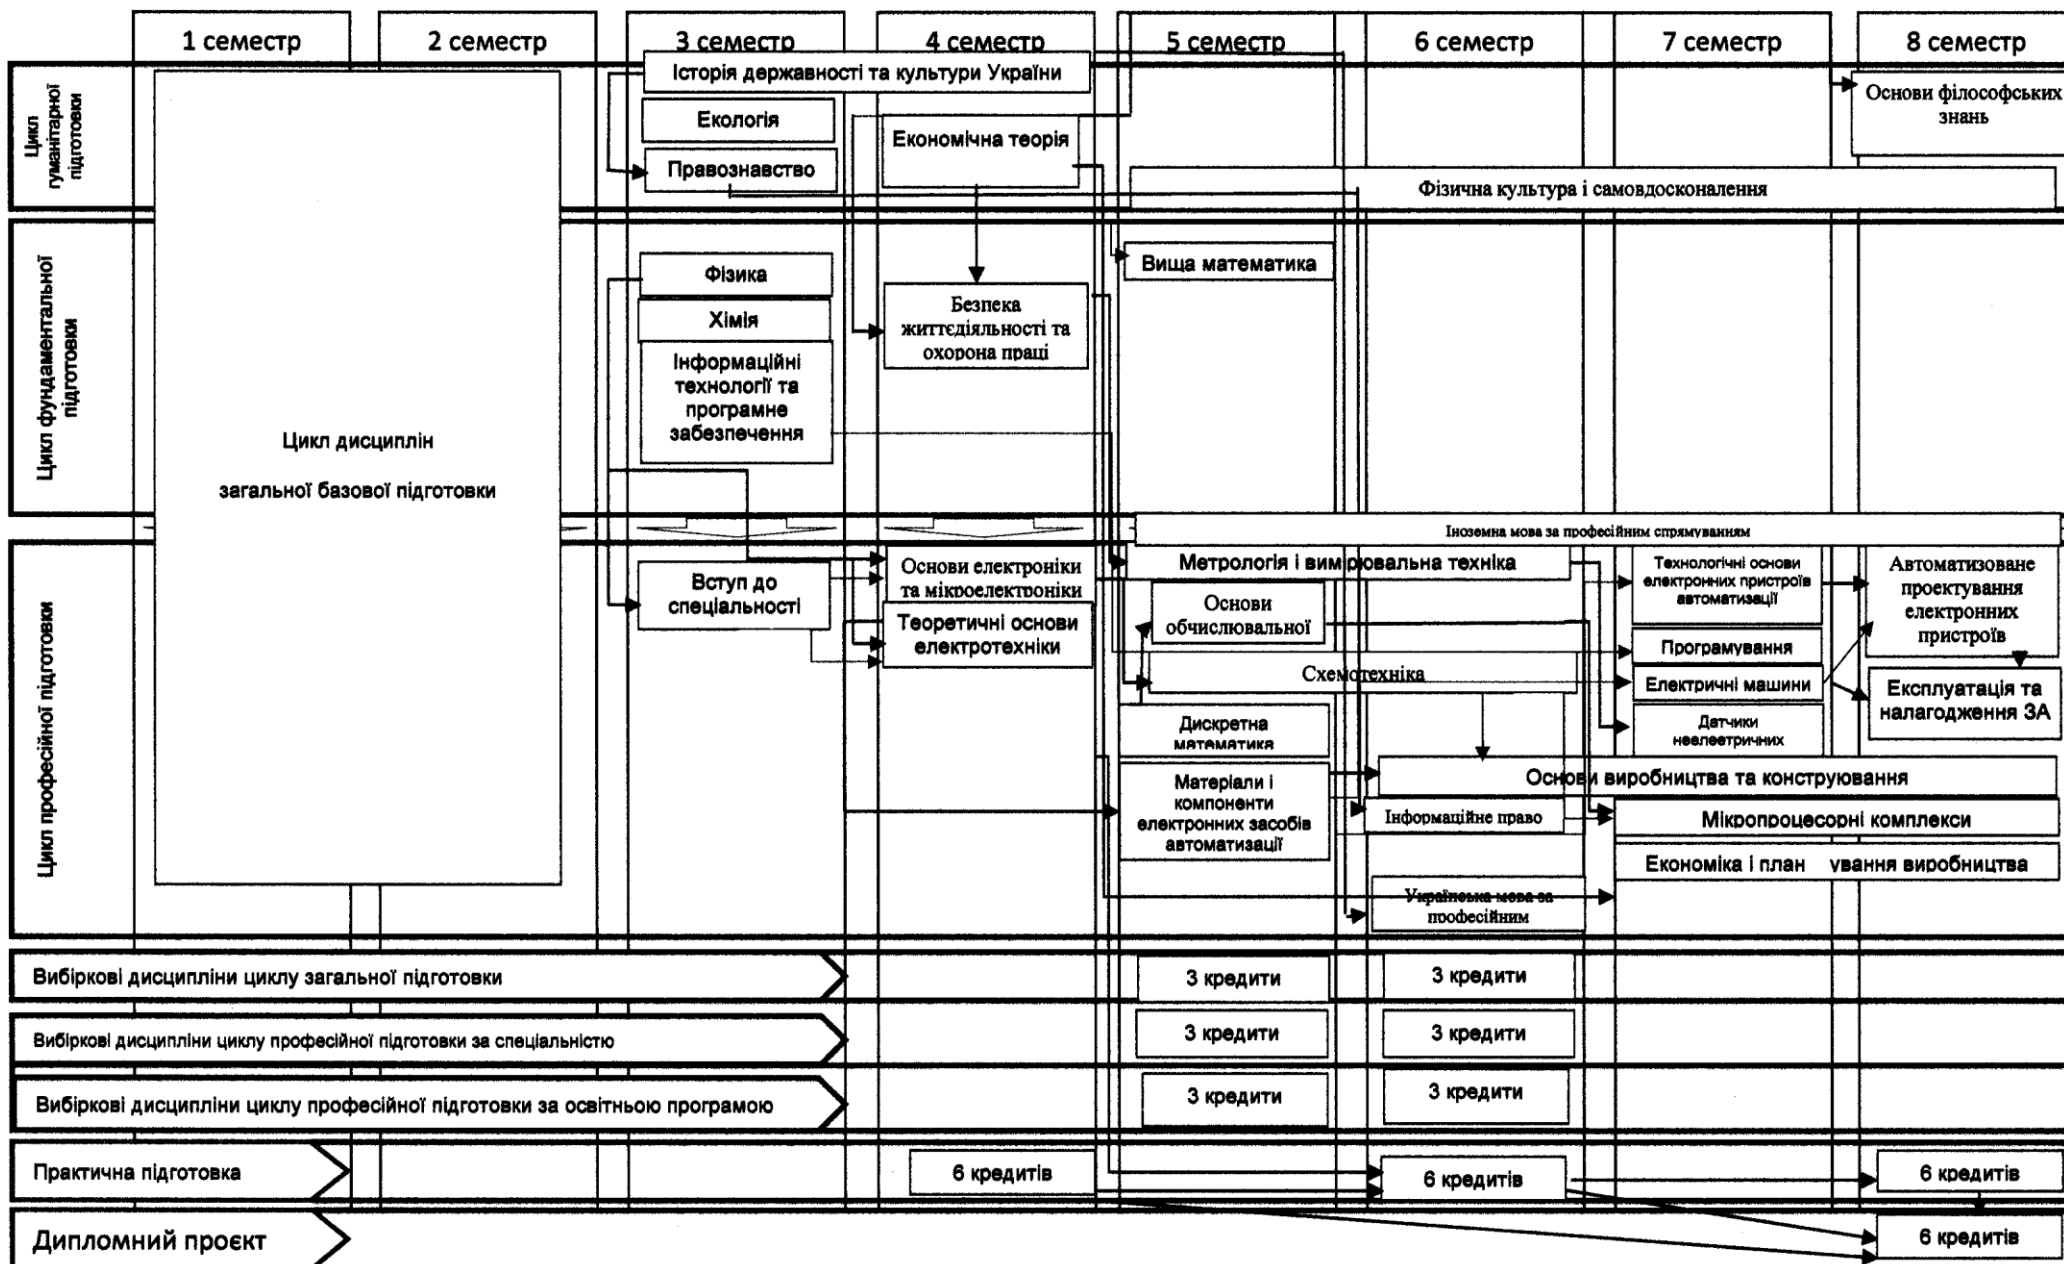 1 семестр
2 семестр
3 семестр
4 семестр
5 семестр
6 семестр
7 семестр
8 семестр
Цикл
гуманітарної
підготовки
Історія державності та культури України
Екологія
Правознавство
Економічна теорія
Основи філософських
знань
Фізична культура і самовдосконалення
Цикл фундаментальної
підготовки
Цикл дисциплін
загальної базової підготовки
Фізика
Хімія
Інформаційні
технології та
програмне
забезпечення
Безпека
життєдіяльності та
охорона праці
Вища математика
Іноземна мова за професійним спрямуванням
Цикл професійної підготовки
Вступ до
спеціальності
Основи електроніки
та мікроелектроніки
Теоретичні основи
електротехніки
Метрологія і вимірювальна техніка
Основи
обчислювальної
Схемотехніка
Дискретна
математика
Матеріали і
компоненти
електронних засобів
автоматизації
Технологічні основи
електронних пристроїв
автоматизації
Програмування
Електричні машини
Датчики
неелеетричних
Автоматизоване
проектування
електронних
пристроїв
Експлуатація та
налагодження ЗА
Основи виробництва та конструювання
Інформаційне право
Мікропроцесорні комплекси
Економіка і план ування виробництва
Українська мова за
професійним
Вибіркові дисципліни циклу загальної підготовки
3 кредити
3 кредити
Вибіркові дисципліни циклу професійної підготовки за спеціальністю
3 кредити
3 кредити
Вибіркові дисципліни циклу професійної підготовки за освітньою програмою
3 кредити
3 кредити
Практична підготовка
6 кредитів
6 кредитів
6 кредитів
Дипломний проєкт
6 кредитів